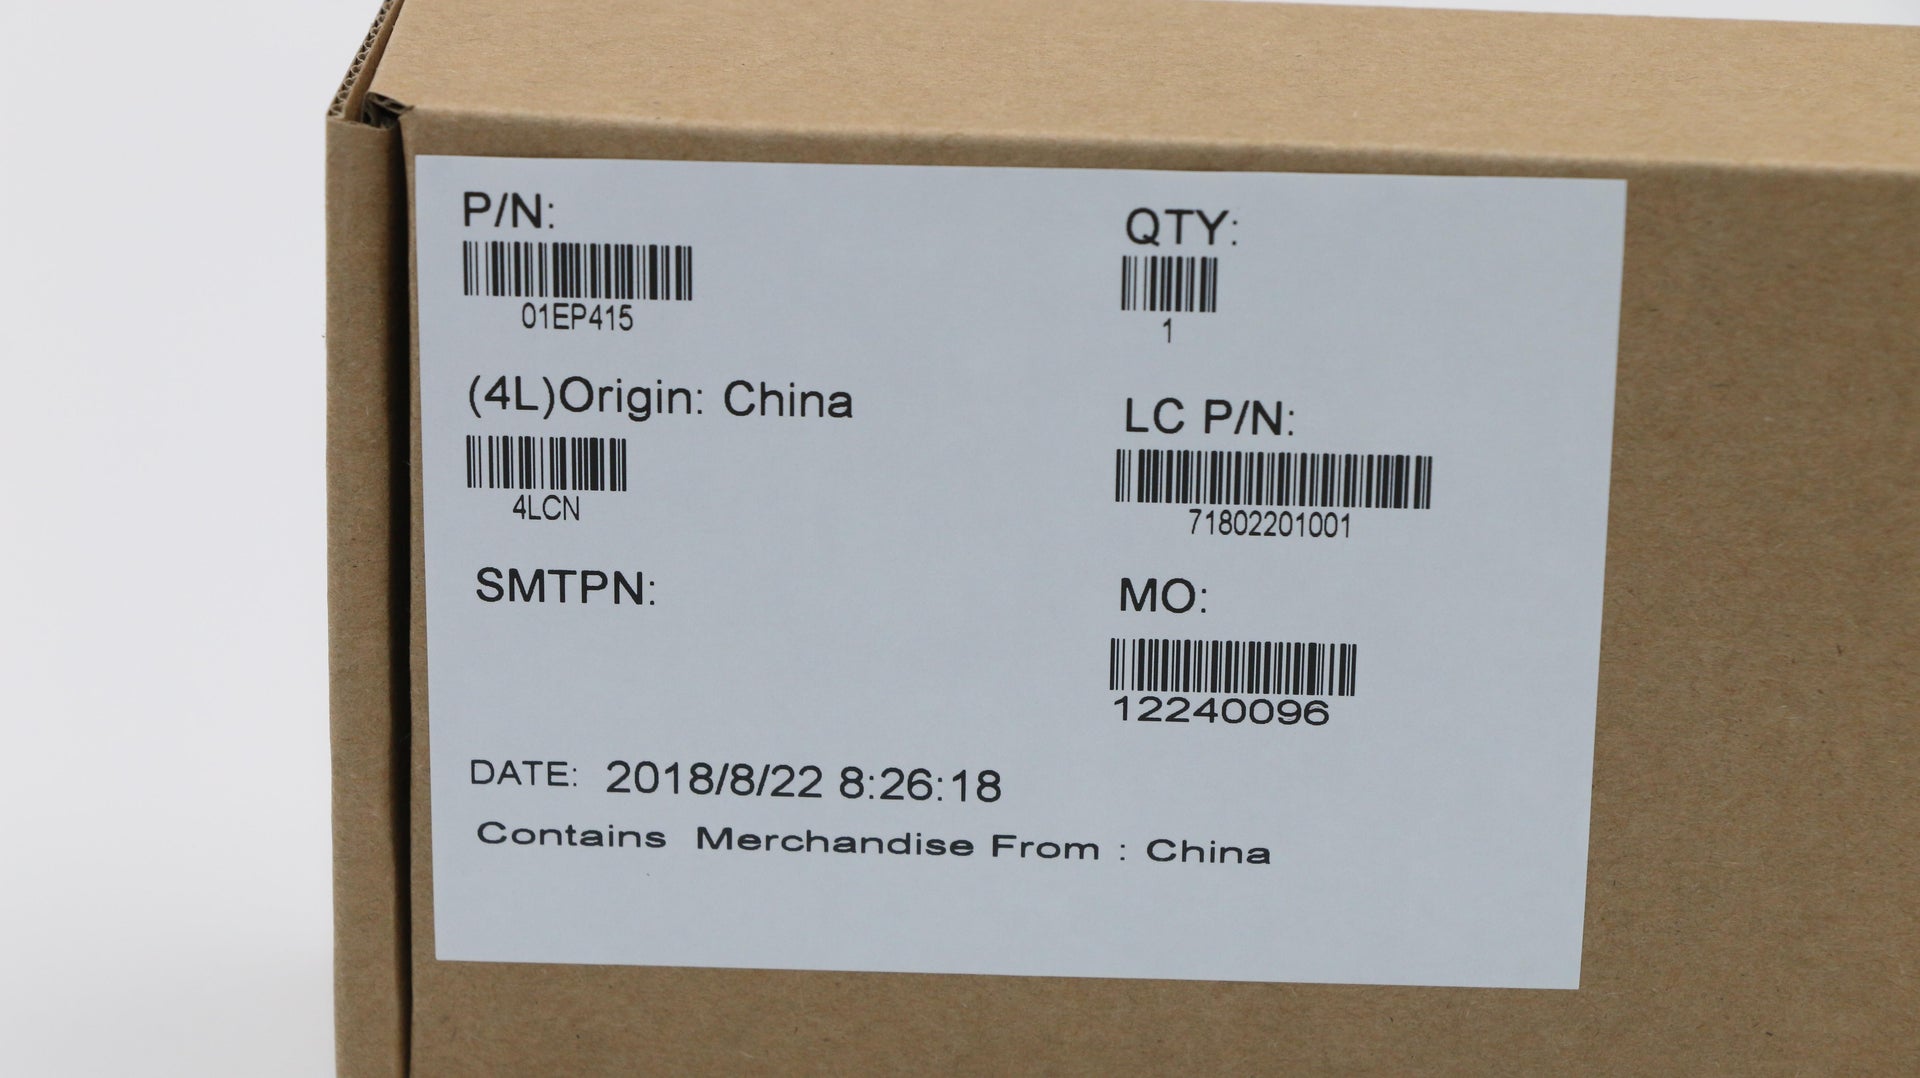 P/N:
01EP415
QTY:
1
(4L)Origin: China
4LCN
LC P/N:
71802201001
SMTPN:
MO:
12240096
DATE: 2018/8/22 8:26:18
Contains Merchandise From : China